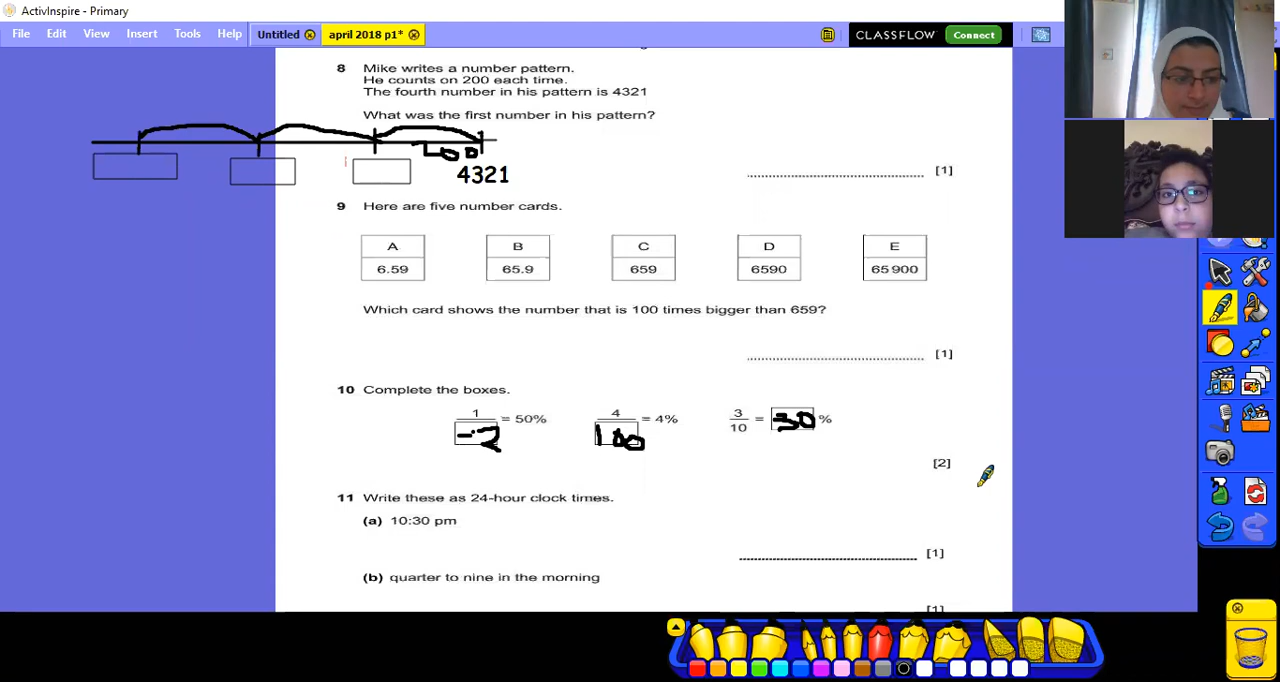 ActivInspire - Primary
File Edit View Insert Tools Help Untitled april 2018 p1* CLASSFLOW Connect
8 Mike writes a number pattern.
He counts on 200 each time.
The fourth number in his pattern is 4321
What was the first number in his pattern?
4321
[1]
9 Here are five number cards.
A B C D E
6.59 65.9 659 6590 65 900
Which card shows the number that is 100 times bigger than 659?
[1]
10 Complete the boxes.
1/2 = 50% 4/100 = 4% 3/10 = 30 %
[2]
11 Write these as 24-hour clock times.
(a) 10:30 pm
[1]
(b) quarter to nine in the morning
[1]